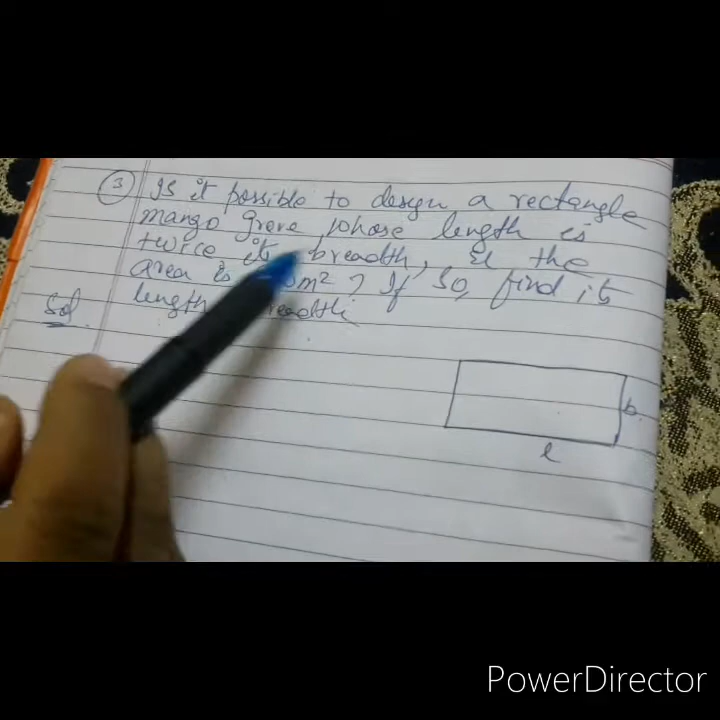 3 Is it possible to design a rectangle
mango grove whose length is
twice its breadth, & the
area is m² ? If so, find its
length breadth
Sol
b
l
PowerDirector